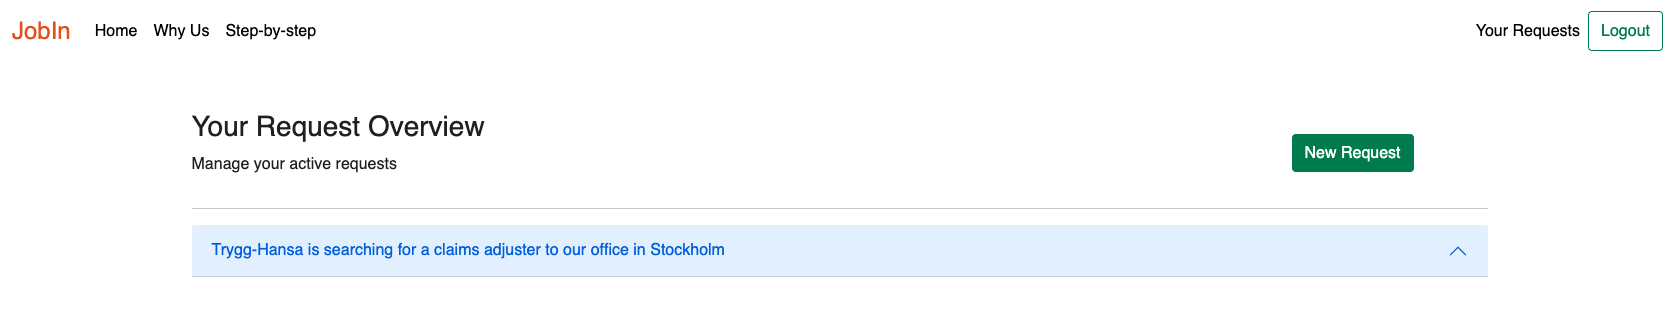 JobIn Home Why Us Step-by-step Your Requests Logout
Your Request Overview
New Request
Manage your active requests
Trygg-Hansa is searching for a claims adjuster to our office in Stockholm